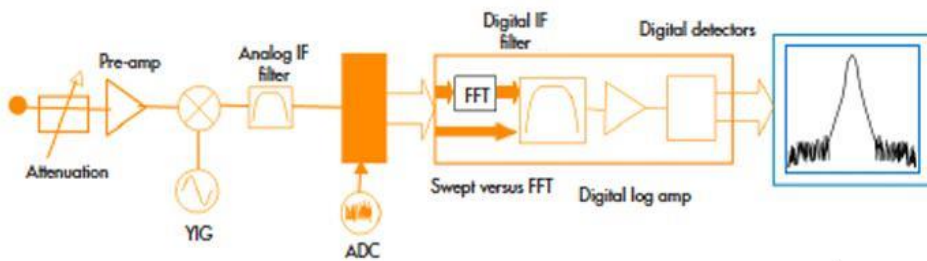 Digital IF
filter
Digital detectors
Analog IF
filter
Pre-amp
FFT
Attenuation
Swept versus FFT
Digital log amp
YIG
ADC